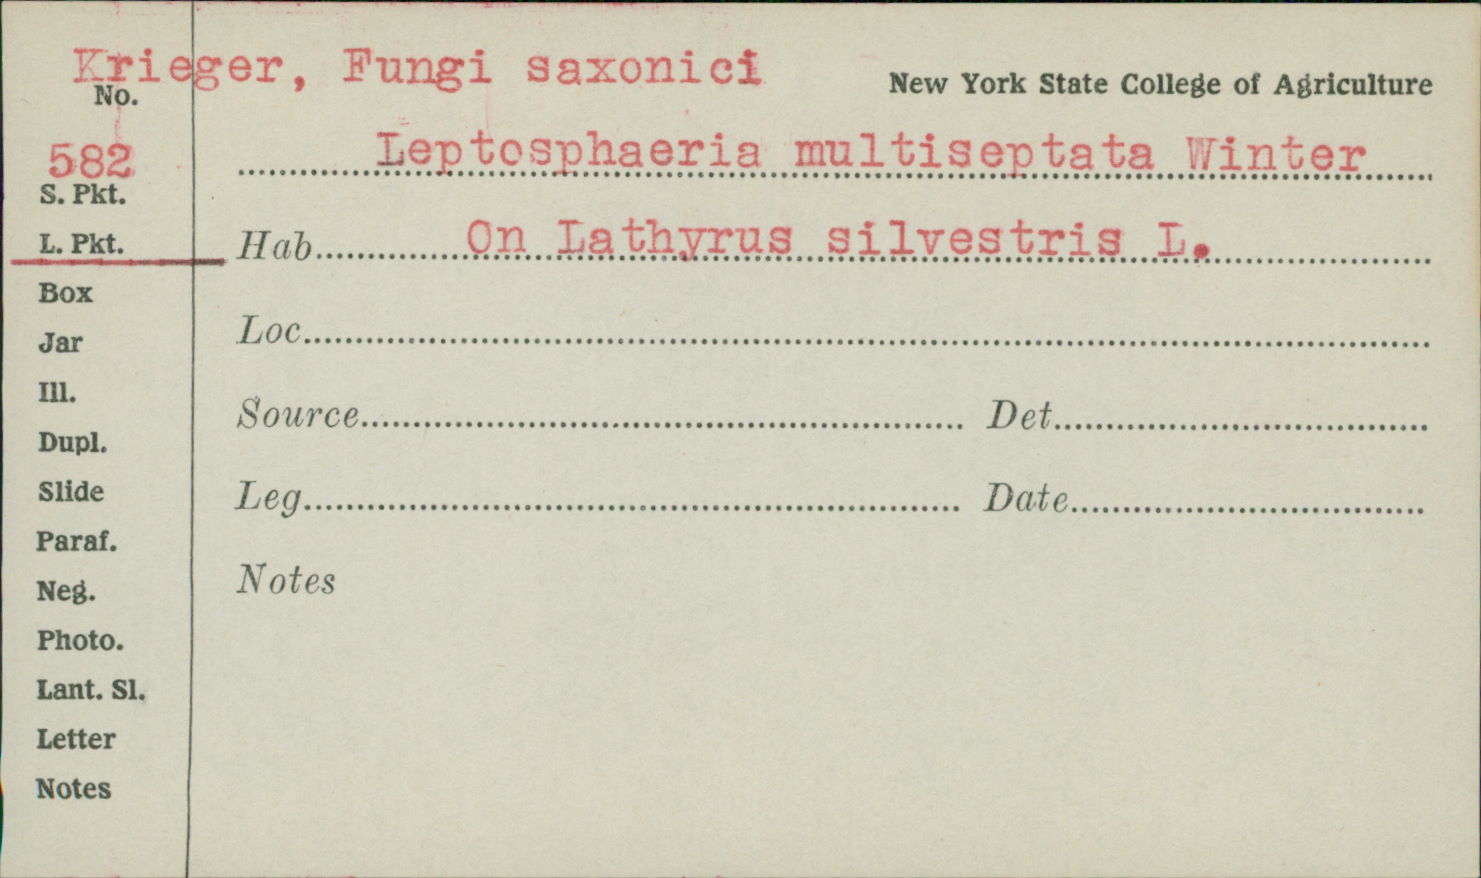 Krieger, Fungi saxonici
New York State College of Agriculture
No.
582
Leptosphaeria multiseptata Winter
S. Pkt.
L. Pkt.
Hab. On Lathyrus silvestris L.
Box
Loc.
Jar
Ill.
Source. Det.
Dupl.
Slide
Leg. Date.
Paraf.
Neg.
Notes
Photo.
Lant. Sl.
Letter
Notes